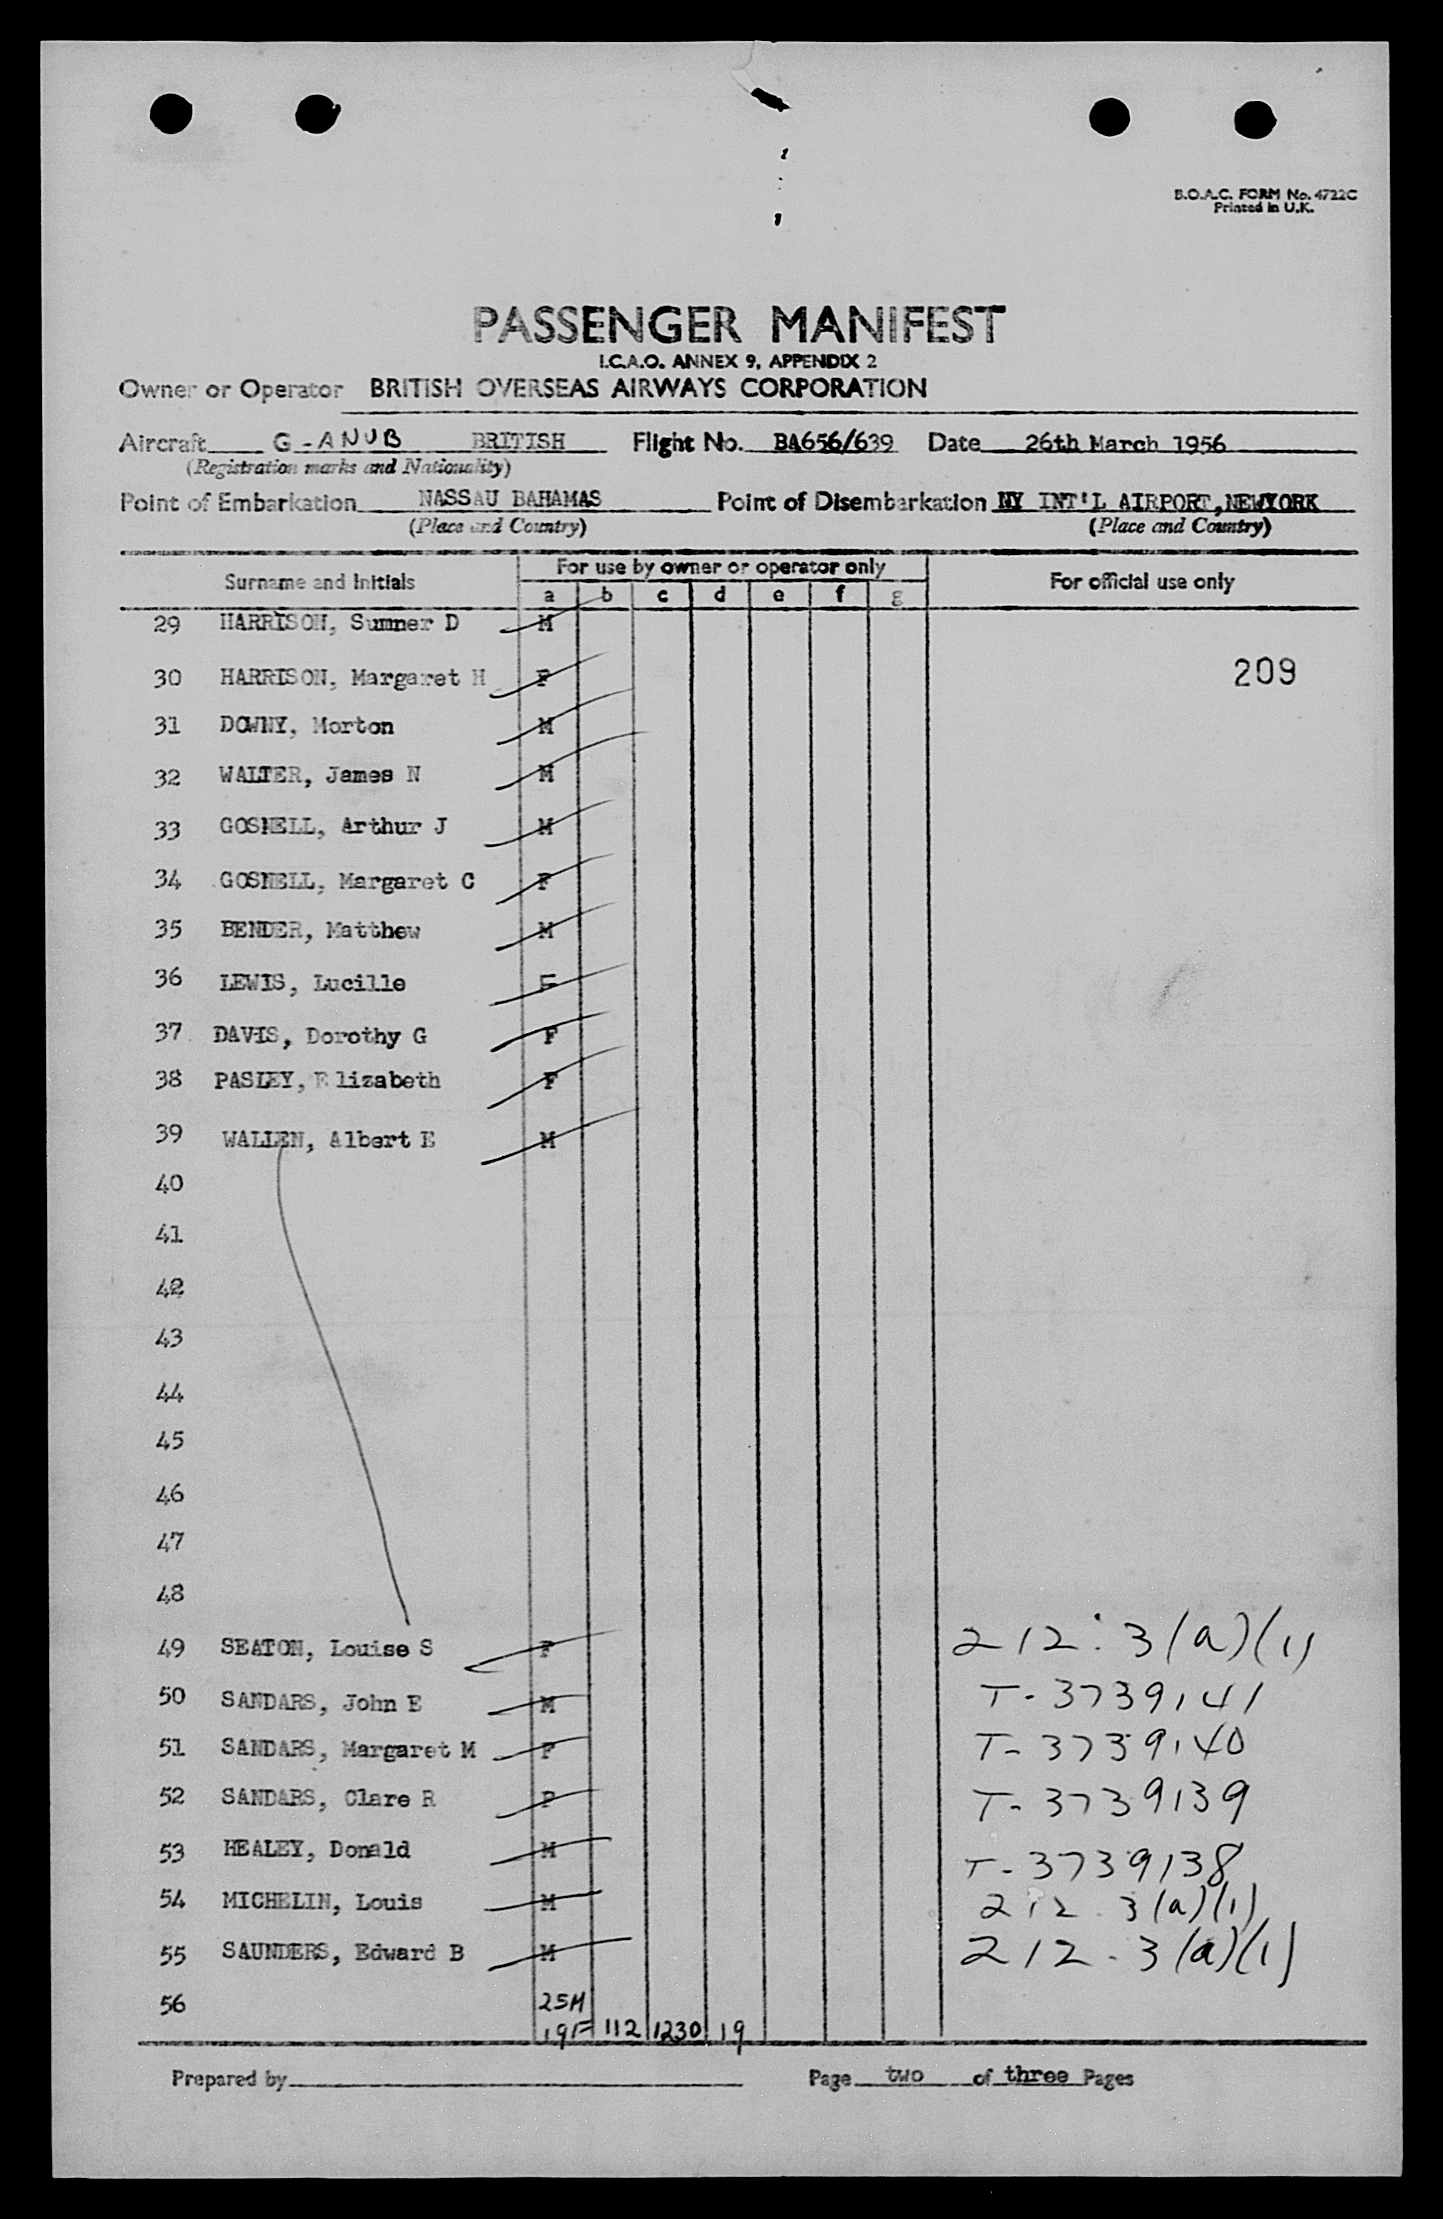 B.O.A.C. FORM No. 4722C
Printed in U.K.
PASSENGER MANIFEST
I.C.A.O. ANNEX 9, APPENDIX 2
Owner or Operator BRITISH OVERSEAS AIRWAYS CORPORATION
Aircraft G-ANUB BRITISH Flight No. BA656/639 Date 26th March 1956
(Registration marks and Nationality)
Point of Embarkation NASSAU BAHAMAS Point of Disembarkation NY INT'L AIRPORT, NEWYORK
(Place and Country) (Place and Country)
Surname and Initials For use by owner or operator only For official use only
a b c d e f g
29 HARRISON, Sumner D M
30 HARRISON, Margaret H F 209
31 DOWNY, Morton M
32 WALTER, James N M
33 GOSNELL, Arthur J M
34 GOSNELL, Margaret C F
35 BENDER, Matthew M
36 LEWIS, Lucille F
37 DAVIS, Dorothy G F
38 PASLEY, Elizabeth F
39 WALLEN, Albert E M
40
41
42
43
44
45
46
47
48
49 SEATON, Louise S F 212.3(a)(1)
50 SANDARS, John E M T-3739141
51 SANDARS, Margaret M F T-3739140
52 SANDARS, Clare R F T-3739139
53 HEALEY, Donald M T-3739138
54 MICHELIN, Louis M 212.3(a)(1)
55 SAUNDERS, Edward B M 212.3(a)(1)
56 25M
19F 112 1230 19
Prepared by Page two of three Pages